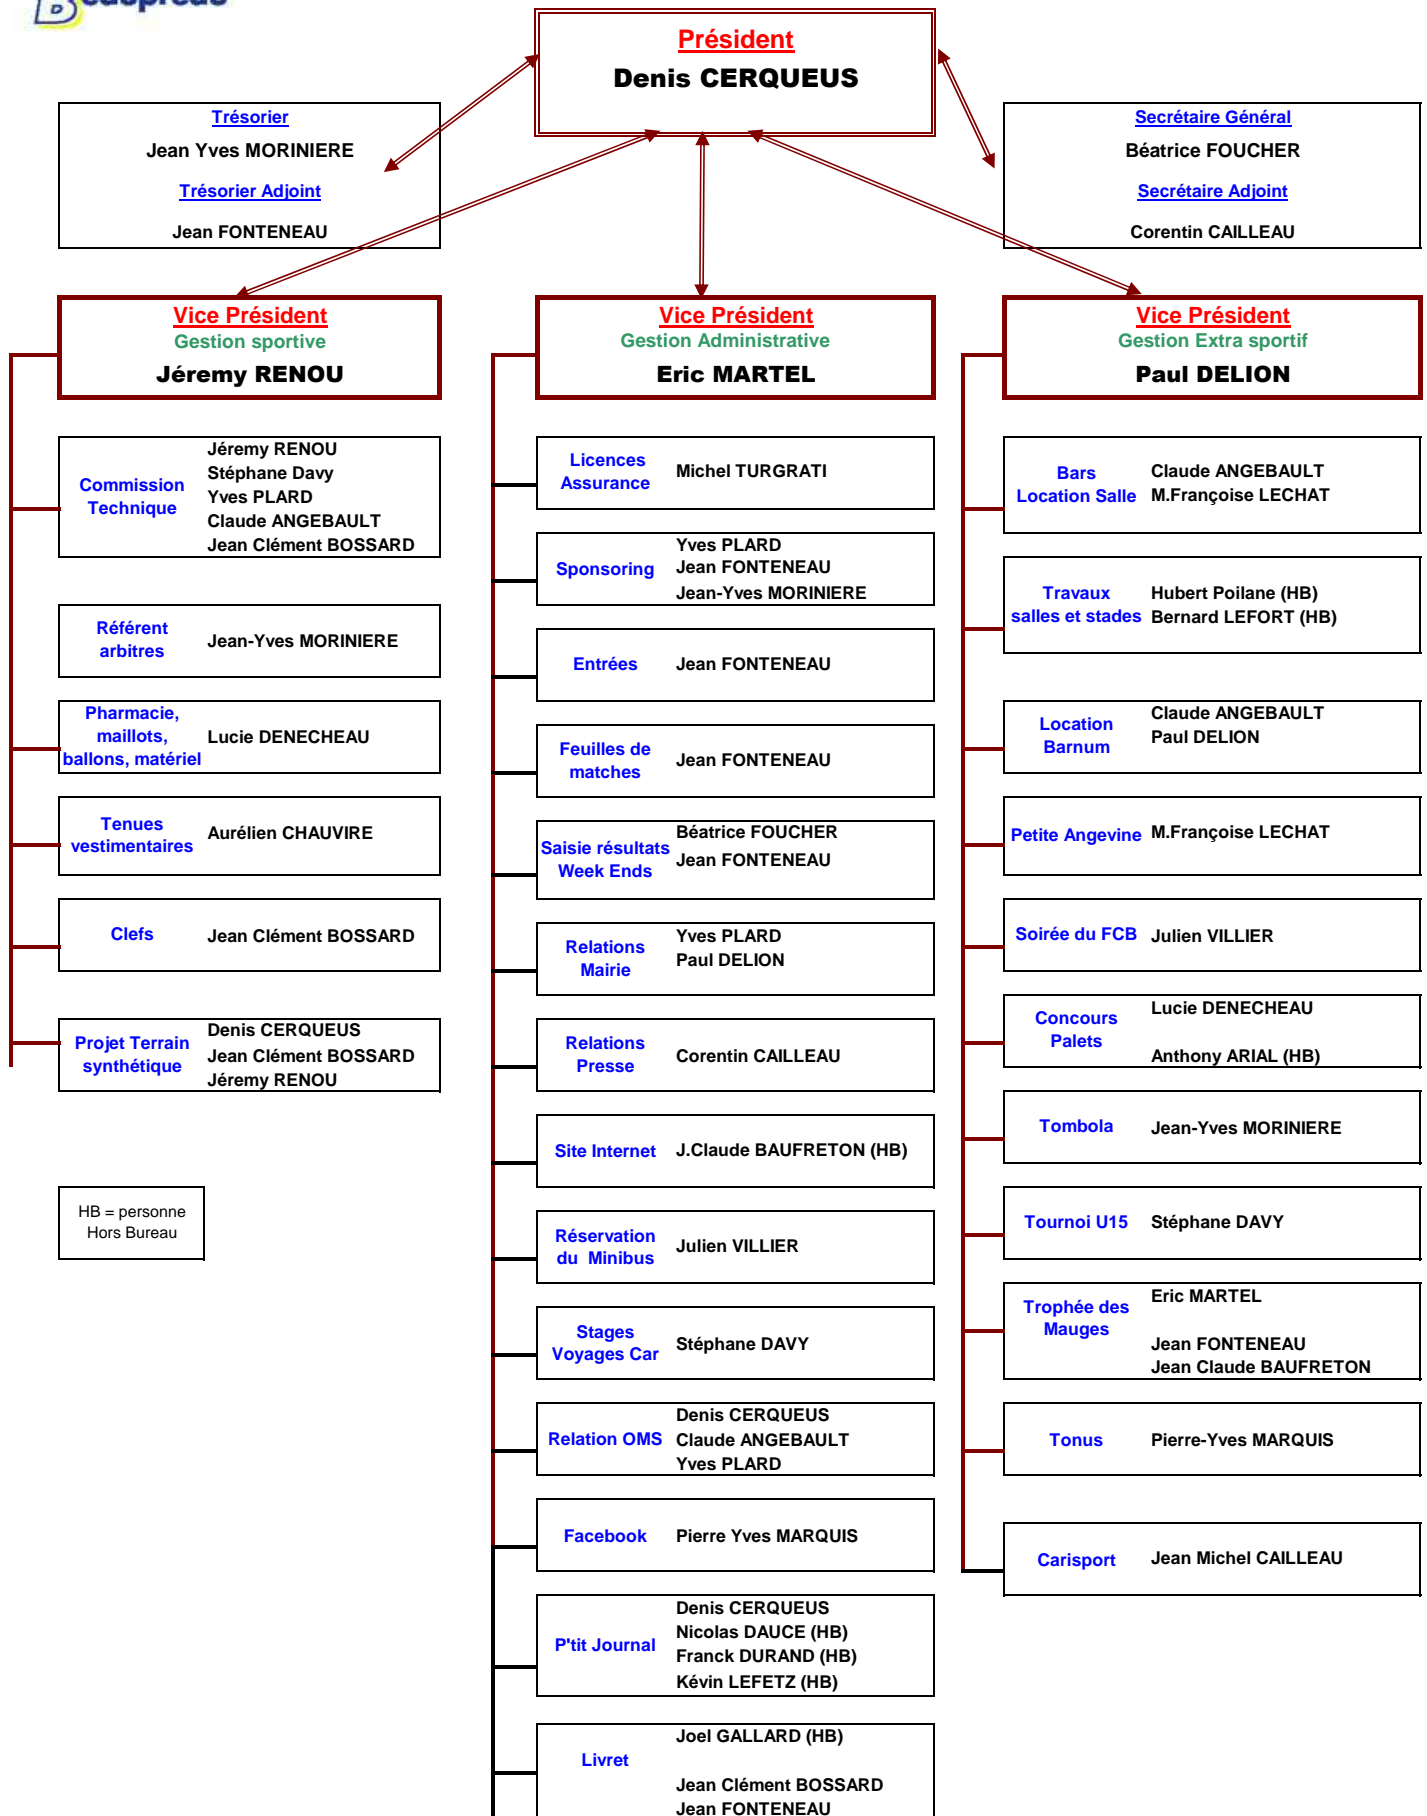 Président
Denis CERQUEUS
Trésorier
Jean Yves MORINIERE
Trésorier Adjoint
Jean FONTENEAU
Secrétaire Général
Béatrice FOUCHER
Secrétaire Adjoint
Corentin CAILLEAU
Vice Président
Gestion sportive
Jéremy RENOU
Commission
Technique
Jéremy RENOU
Stéphane Davy
Yves PLARD
Claude ANGEBAULT
Jean Clément BOSSARD
Référent
arbitres
Jean-Yves MORINIERE
Pharmacie,
maillots,
ballons, matériel
Lucie DENECHEAU
Tenues
vestimentaires
Aurélien CHAUVIRE
Clefs
Jean Clément BOSSARD
Projet Terrain
synthétique
Denis CERQUEUS
Jean Clément BOSSARD
Jéremy RENOU
HB = personne
Hors Bureau
Vice Président
Gestion Administrative
Eric MARTEL
Licences
Assurance
Michel TURGRATI
Sponsoring
Yves PLARD
Jean FONTENEAU
Jean-Yves MORINIERE
Entrées
Jean FONTENEAU
Feuilles de
matches
Jean FONTENEAU
Saisie résultats
Week Ends
Béatrice FOUCHER
Jean FONTENEAU
Relations
Mairie
Yves PLARD
Paul DELION
Relations
Presse
Corentin CAILLEAU
Site Internet
J.Claude BAUFRETON (HB)
Réservation
du  Minibus
Julien VILLIER
Stages
Voyages Car
Stéphane DAVY
Relation OMS
Denis CERQUEUS
Claude ANGEBAULT
Yves PLARD
Facebook
Pierre Yves MARQUIS
P'tit Journal
Denis CERQUEUS
Nicolas DAUCE (HB)
Franck DURAND (HB)
Kévin LEFETZ (HB)
Livret
Joel GALLARD (HB)
Jean Clément BOSSARD
Jean FONTENEAU
Vice Président
Gestion Extra sportif
Paul DELION
Bars
Location Salle
Claude ANGEBAULT
M.Françoise LECHAT
Travaux
salles et stades
Hubert Poilane (HB)
Bernard LEFORT (HB)
Location
Barnum
Claude ANGEBAULT
Paul DELION
Petite Angevine
M.Françoise LECHAT
Soirée du FCB
Julien VILLIER
Concours
Palets
Lucie DENECHEAU
Anthony ARIAL (HB)
Tombola
Jean-Yves MORINIERE
Tournoi U15
Stéphane DAVY
Trophée des
Mauges
Eric MARTEL
Jean FONTENEAU
Jean Claude BAUFRETON
Tonus
Pierre-Yves MARQUIS
Carisport
Jean Michel CAILLEAU